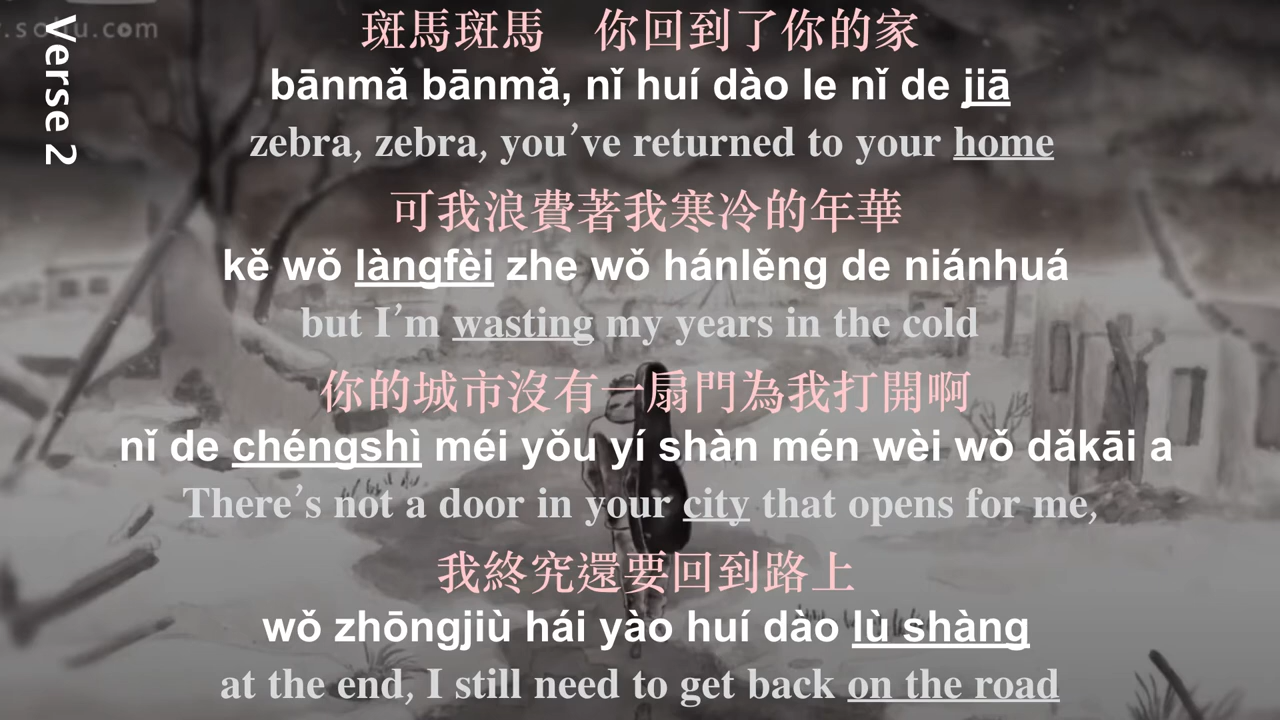 .sohu.com
Verse 2
斑馬斑馬　你回到了你的家
bānmǎ bānmǎ, nǐ huí dào le nǐ de jiā
zebra, zebra, you’ve returned to your home
可我浪費著我寒冷的年華
kě wǒ làngfèi zhe wǒ hánlěng de niánhuá
but I’m wasting my years in the cold
你的城市沒有一扇門為我打開啊
nǐ de chéngshì méi yǒu yí shàn mén wèi wǒ dǎkāi a
There’s not a door in your city that opens for me,
我終究還要回到路上
wǒ zhōngjiù hái yào huí dào lù shàng
at the end, I still need to get back on the road